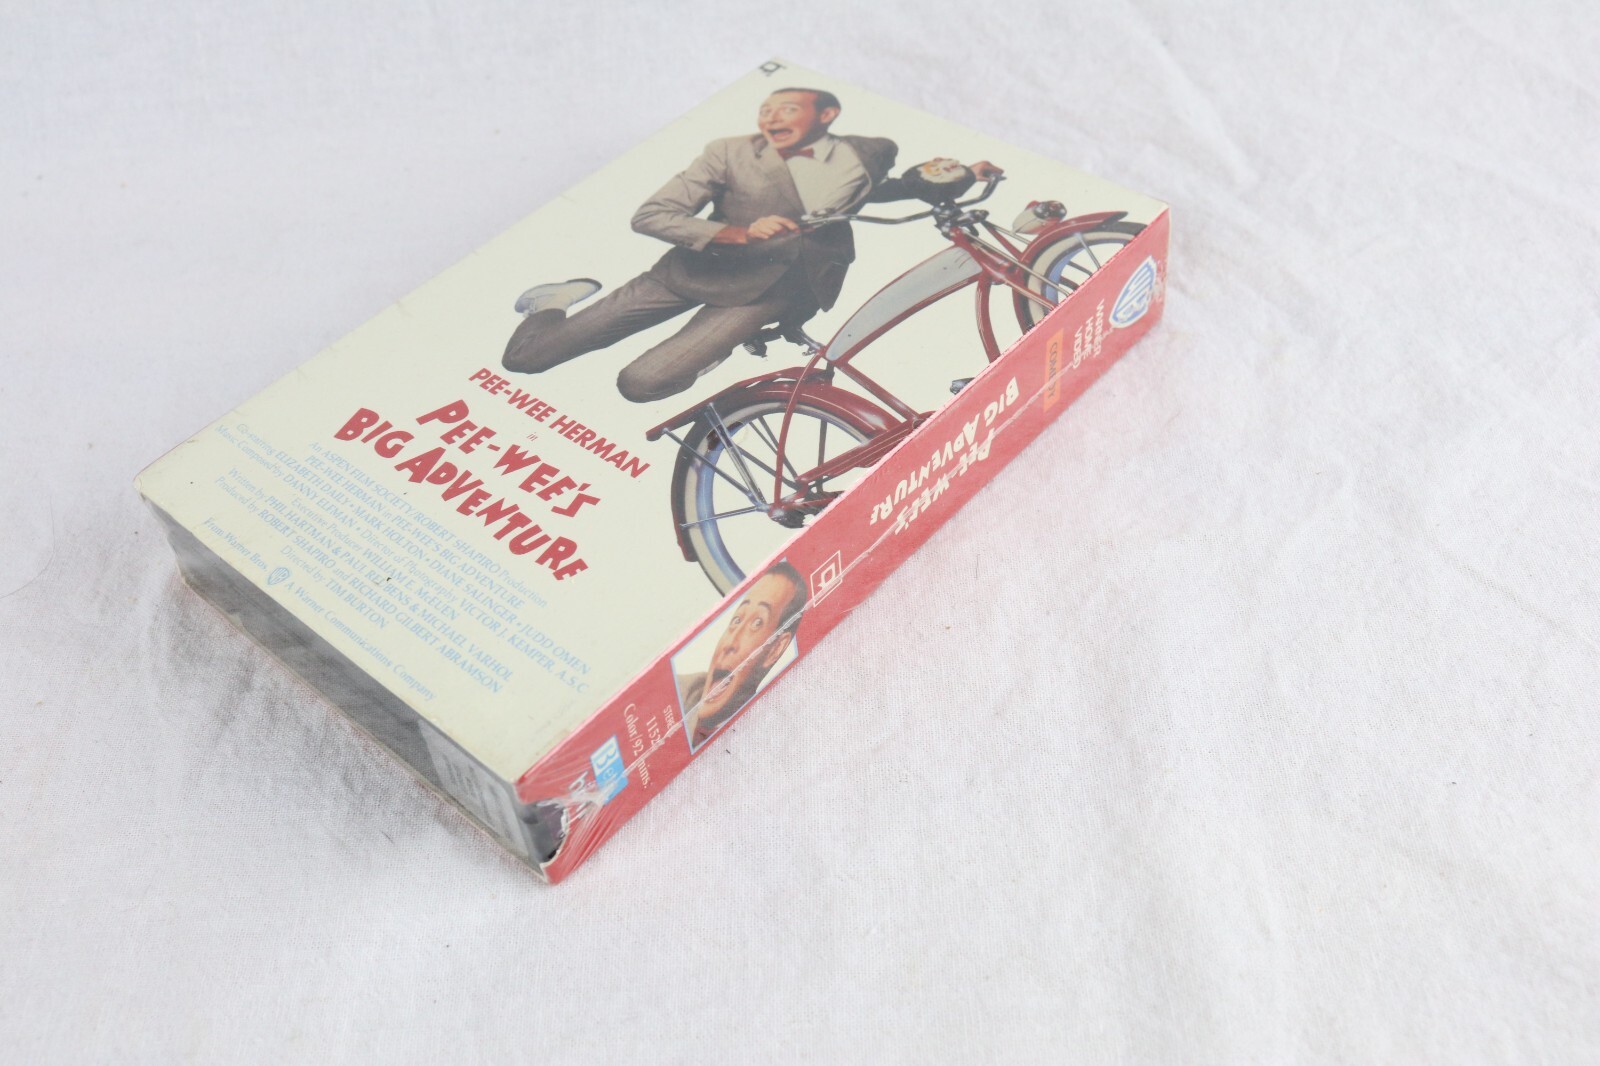 PEE-WEE HERMAN
in
PEE-WEE'S
BIG ADVENTURE
An ASPEN FILM SOCIETY/ROBERT SHAPIRO Production
PEE-WEE HERMAN in PEE-WEE'S BIG ADVENTURE
Co-starring ELIZABETH DAILY • MARK HOLTON • DIANE SALINGER • JUDD OMEN
Music Composed by DANNY ELFMAN • Director of Photography VICTOR J. KEMPER, A.S.C
Executive Producer WILLIAM E. McEUEN
Written by PHIL HARTMAN & PAUL REUBENS & MICHAEL VARHOL
Produced by ROBERT SHAPIRO and RICHARD GILBERT ABRAMSON
Directed by TIM BURTON
From Warner Bros.
A Warner Communications Company
WARNER
HOME
VIDEO
PEE-WEE'S
BIG ADVENTURE
STEREO
Color/92 mins.
Beta
hi-fi